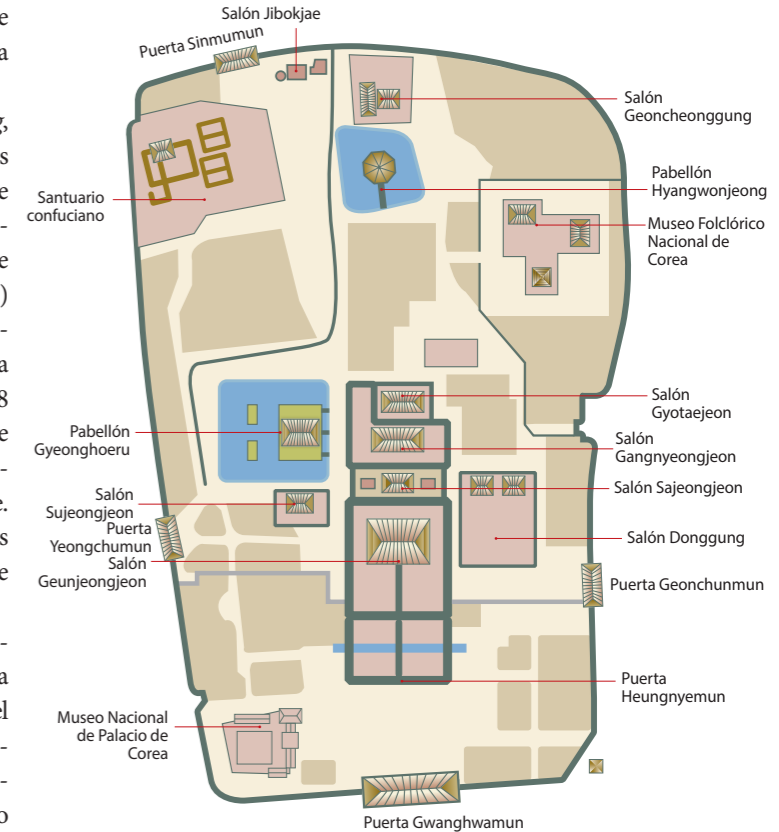 e
a
g,
s
e
-
e
)
-
a
8
e
-
e.
s
e
-
a
el
-
-
o
Salón Jibokjae
Puerta Sinmumun
Salón
Geoncheonggung
Pabellón
Hyangwonjeong
Santuario
confuciano
Museo Folclórico
Nacional de
Corea
Salón
Gyotaejeon
Pabellón
Gyeonghoeru
Salón
Gangnyeongjeon
Salón Sajeongjeon
Salón
Sujeongjeon
Puerta
Yeongchumun
Salón
Geunjeongjeon
Salón Donggung
Puerta Geonchunmun
Puerta
Heungnyemun
Museo Nacional
de Palacio de
Corea
Puerta Gwanghwamun